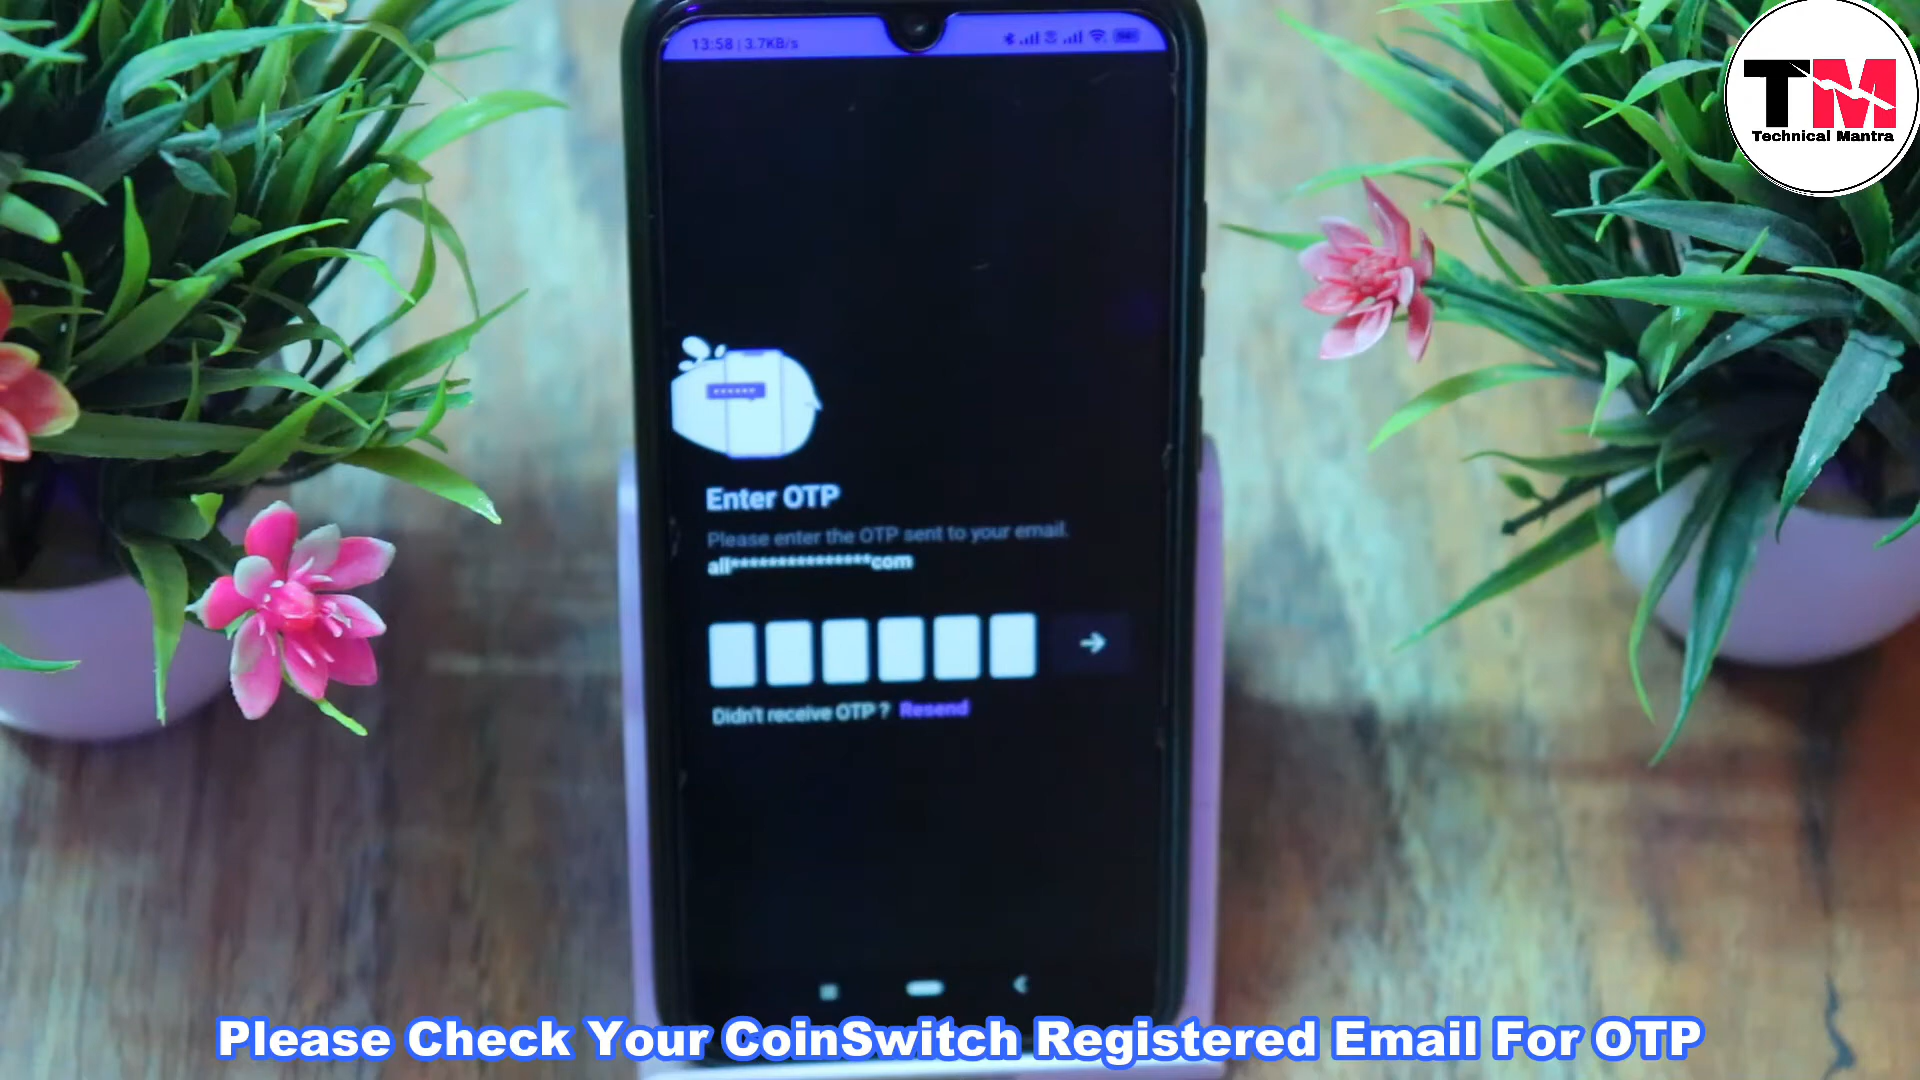 13:58 | 3.7KB/s
TM
Technical Mantra
Enter OTP
Please enter the OTP sent to your email.
all****************com
Didn't receive OTP ? Resend
Please Check Your CoinSwitch Registered Email For OTP